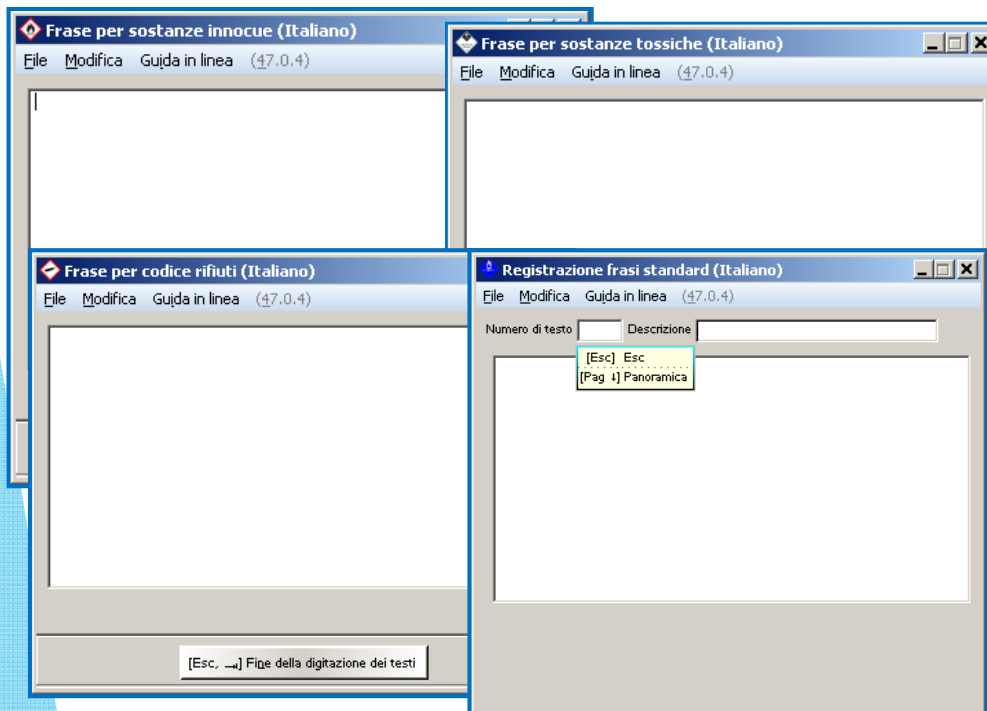 Frase per sostanze innocue (Italiano)
File Modifica Guida in linea (47.0.4)
Frase per sostanze tossiche (Italiano)
File Modifica Guida in linea (47.0.4)
Frase per codice rifiuti (Italiano)
File Modifica Guida in linea (47.0.4)
[Esc, →] Fine della digitazione dei testi
Registrazione frasi standard (Italiano)
File Modifica Guida in linea (47.0.4)
Numero di testo Descrizione
[Esc] Esc
[Pag ↓] Panoramica